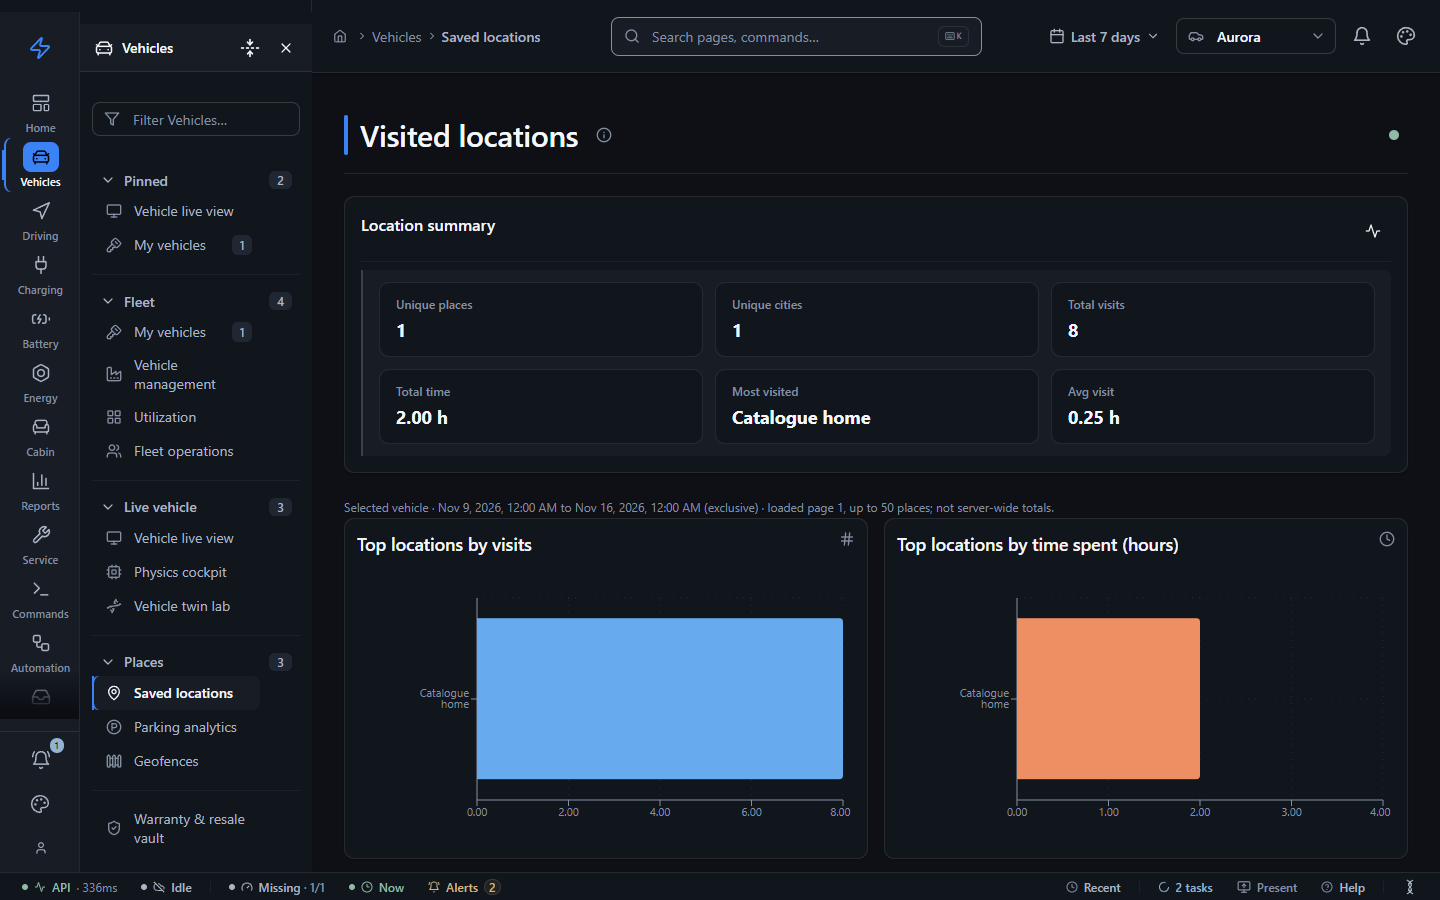 Home
Vehicles
Driving
Charging
Battery
Energy
Cabin
Reports
Service
Commands
Automation
1
Vehicles
Filter Vehicles...
Pinned 2
Vehicle live view
My vehicles 1
Fleet 4
My vehicles 1
Vehicle
management
Utilization
Fleet operations
Live vehicle 3
Vehicle live view
Physics cockpit
Vehicle twin lab
Places 3
Saved locations
Parking analytics
Geofences
Warranty & resale
vault
Vehicles Saved locations
Search pages, commands... K
Last 7 days
Aurora
Visited locations
Location summary
Unique places
1
Unique cities
1
Total visits
8
Total time
2.00 h
Most visited
Catalogue home
Avg visit
0.25 h
Selected vehicle · Nov 9, 2026, 12:00 AM to Nov 16, 2026, 12:00 AM (exclusive) · loaded page 1, up to 50 places; not server-wide totals.
Top locations by visits
Catalogue
home
0.00 2.00 4.00 6.00 8.00
Top locations by time spent (hours)
Catalogue
home
0.00 1.00 2.00 3.00 4.00
API · 336ms Idle Missing · 1/1 Now Alerts 2 Recent 2 tasks Present Help